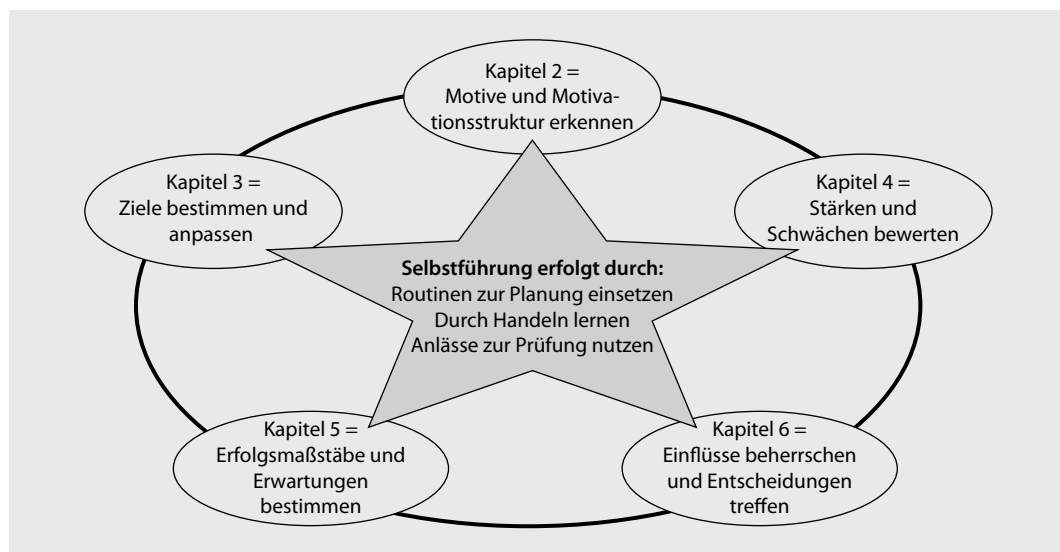 Kapitel 2 =
Motive und Motiva-
tionsstruktur erkennen
Kapitel 3 =
Ziele bestimmen und
anpassen
Kapitel 4 =
Stärken und
Schwächen bewerten
Selbstführung erfolgt durch:
Routinen zur Planung einsetzen
Durch Handeln lernen
Anlässe zur Prüfung nutzen
Kapitel 5 =
Erfolgsmaßstäbe und
Erwartungen
bestimmen
Kapitel 6 =
Einflüsse beherrschen
und Entscheidungen
treffen